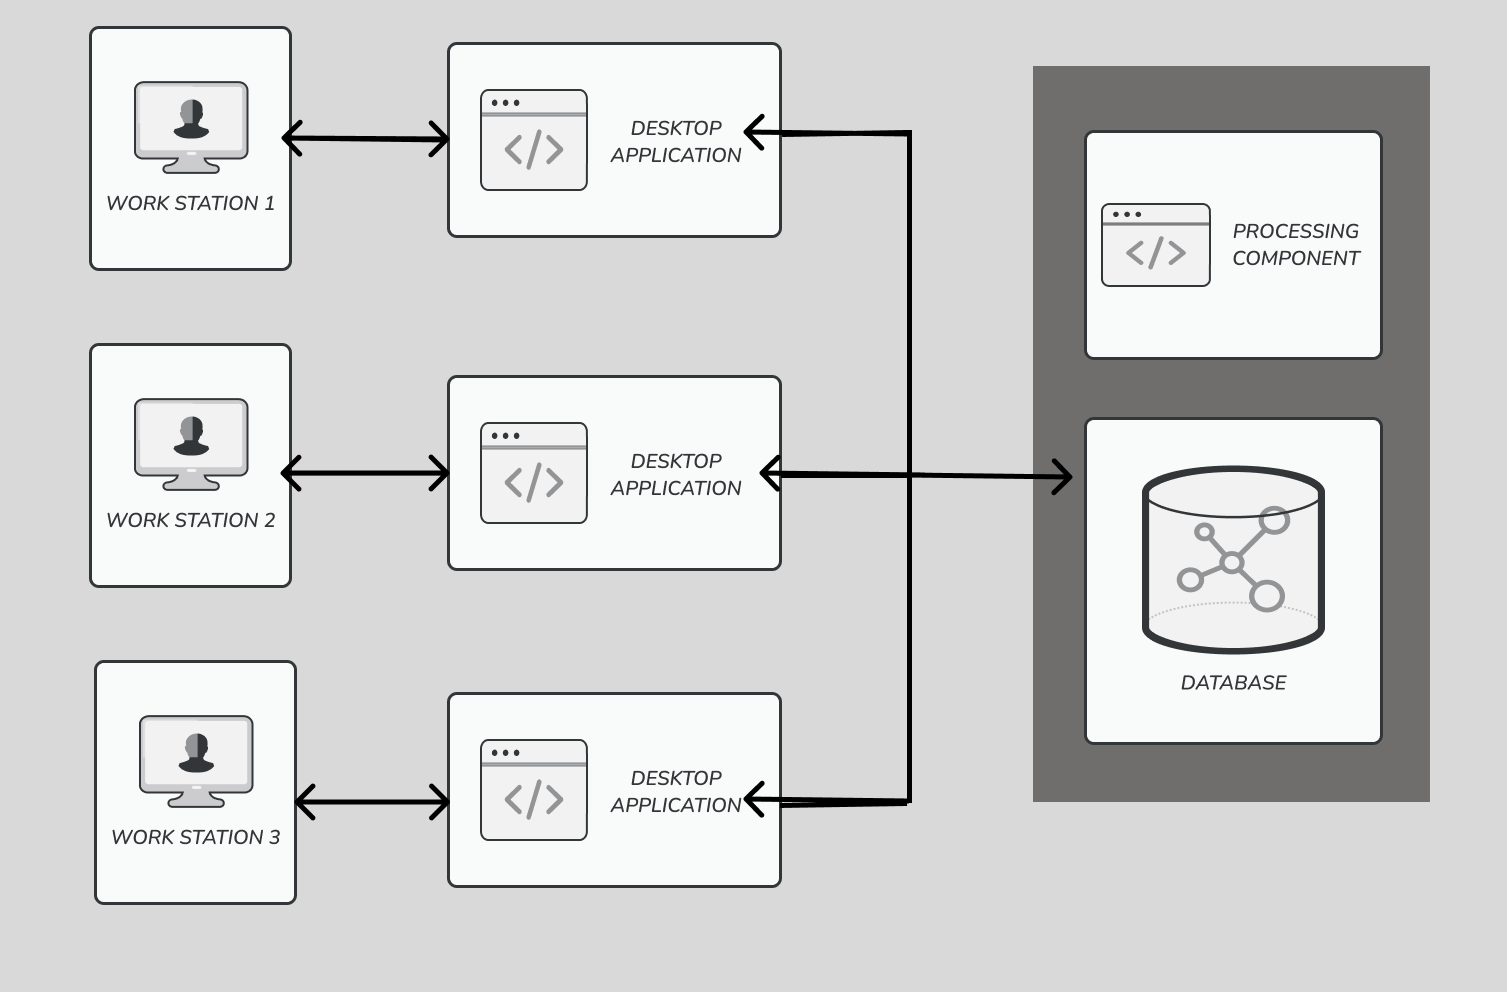 WORK STATION 1
DESKTOP
APPLICATION
PROCESSING
COMPONENT
WORK STATION 2
DESKTOP
APPLICATION
DATABASE
WORK STATION 3
DESKTOP
APPLICATION